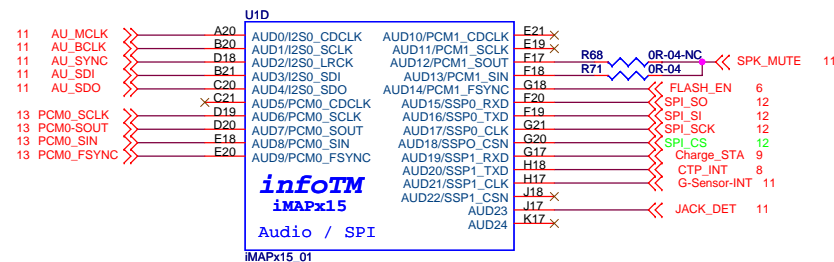 U1D
11 AU_MCLK A20 AUD0/I2S0_CDCLK AUD10/PCM1_CDCLK E21
11 AU_BCLK B20 AUD1/I2S0_SCLK AUD11/PCM1_SCLK E19
11 AU_SYNC D18 AUD2/I2S0_LRCK AUD12/PCM1_SOUT F17 R68 0R-04-NC SPK_MUTE 11
11 AU_SDI B21 AUD3/I2S0_SDI AUD13/PCM1_SIN F18 R71 0R-04
11 AU_SDO C20 AUD4/I2S0_SDO AUD14/PCM1_FSYNC G18 FLASH_EN 6
C21 AUD5/PCM0_CDCLK AUD15/SSP0_RXD F20 SPI_SO 12
13 PCM0_SCLK D19 AUD6/PCM0_SCLK AUD16/SSP0_TXD F19 SPI_SI 12
13 PCM0-SOUT D20 AUD7/PCM0_SOUT AUD17/SSP0_CLK G21 SPI_SCK 12
13 PCM0_SIN E18 AUD8/PCM0_SIN AUD18/SSPO_CSN G20 SPI_CS 12
13 PCM0_FSYNC E20 AUD9/PCM0_FSYNC AUD19/SSP1_RXD G17 Charge_STA 9
AUD20/SSP1_TXD H18 CTP_INT 8
infoTM AUD21/SSP1_CLK H17 G-Sensor-INT 11
iMAPx15 AUD22/SSP1_CSN J18
AUD23 J17 JACK_DET 11
Audio / SPI AUD24 K17
iMAPx15_01